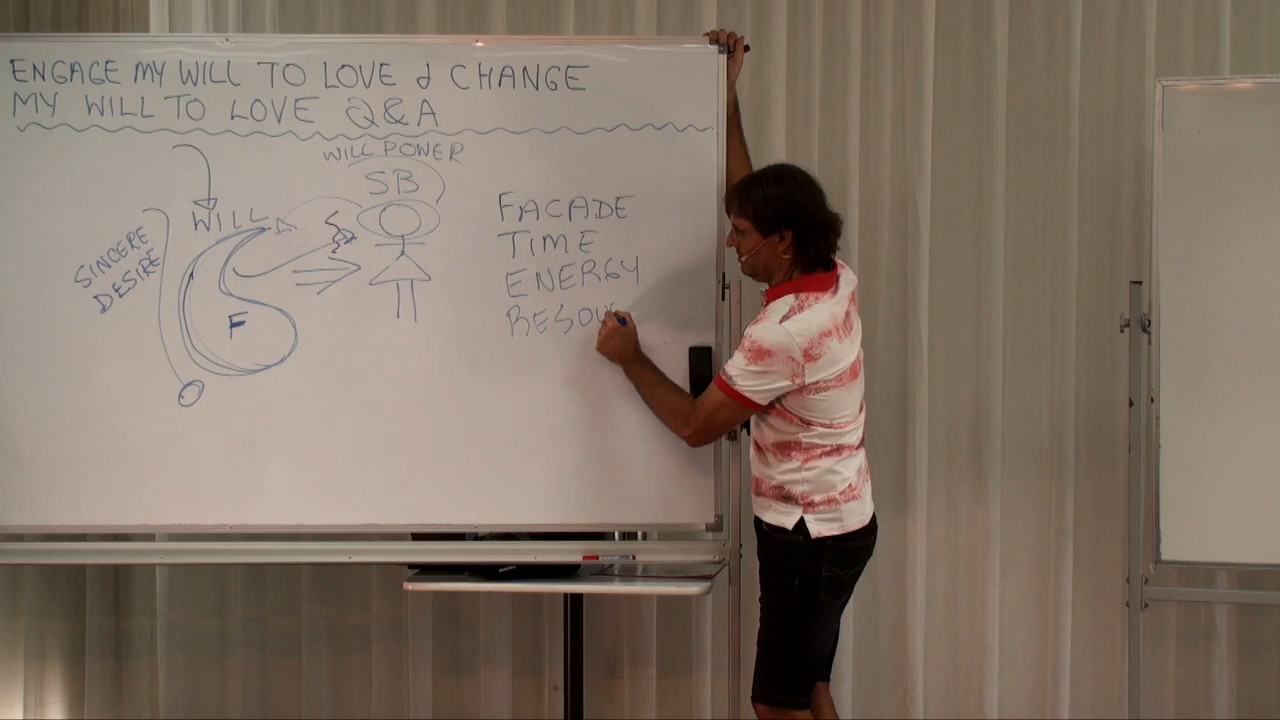 ENGAGE MY WILL TO LOVE & CHANGE
MY WILL TO LOVE Q&A
WILL POWER
SB
WILL
SINCERE
DESIRE
F
FACADE
TIME
ENERGY
RESOU